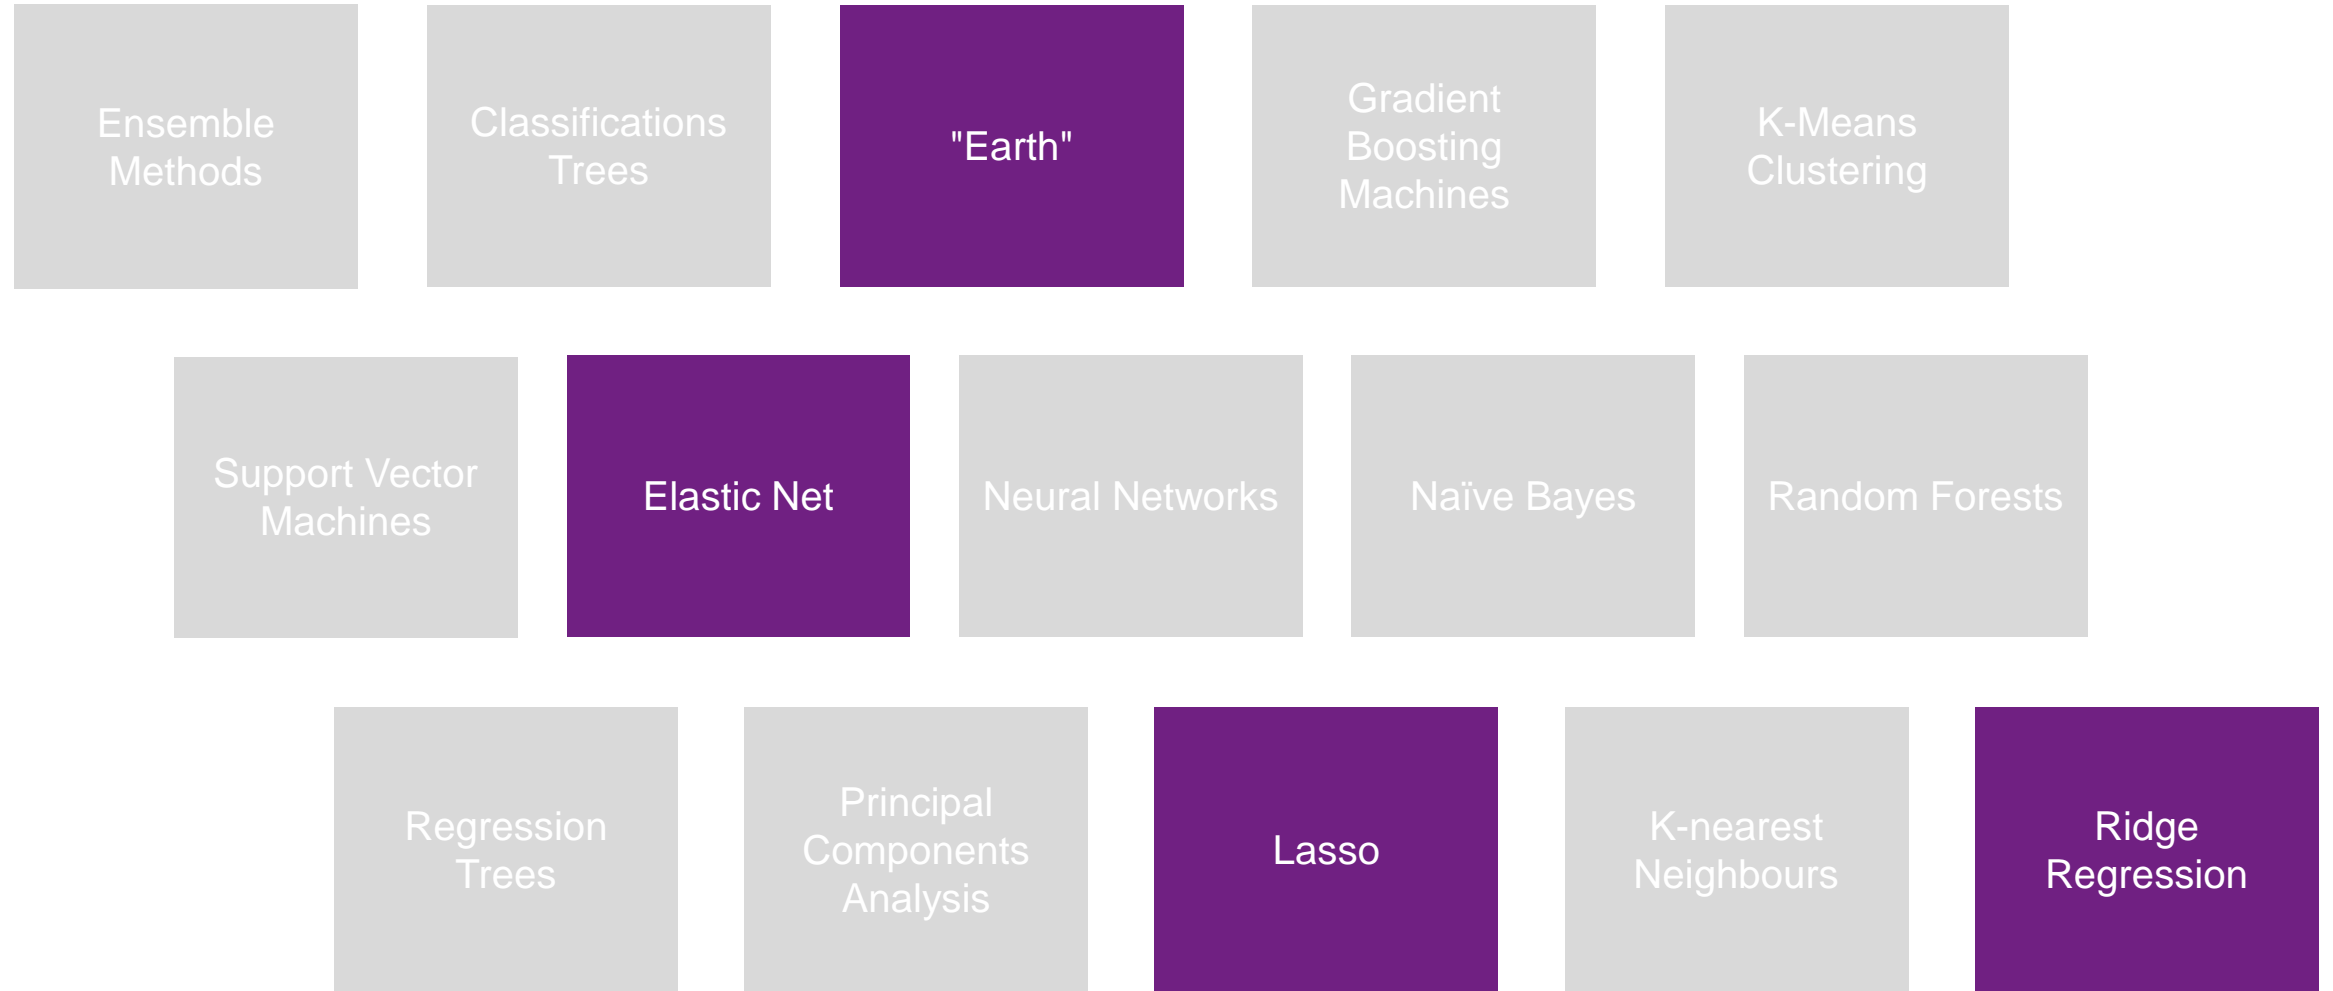 Ensemble
Methods
Classifications
Trees
"Earth"
Gradient
Boosting
Machines
K-Means
Clustering
Support Vector
Machines
Elastic Net
Neural Networks
Naïve Bayes
Random Forests
Regression
Trees
Principal
Components
Analysis
Lasso
K-nearest
Neighbours
Ridge
Regression